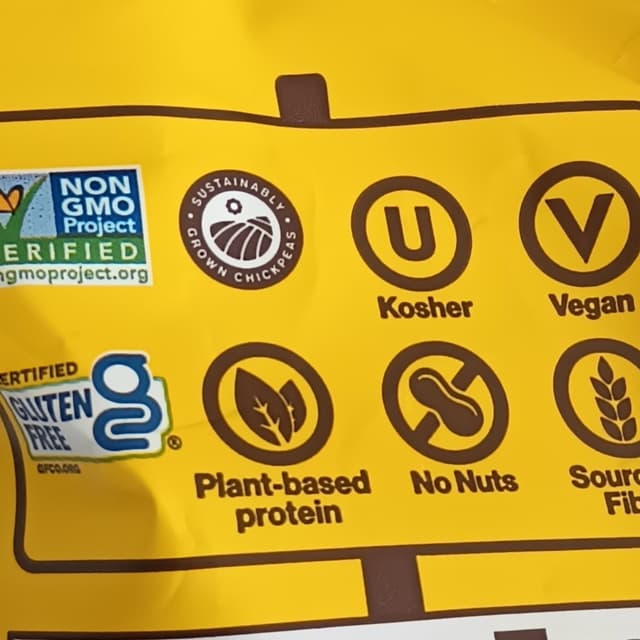 NON
GMO
Project
ERIFIED
ngmoproject.org
SUSTAINABLY
GROWN CHICKPEAS
U
Kosher
V
Vegan
ERTIFIED
GLUTEN
FREE
g
®
GFCO.ORG
Plant-based
protein
No Nuts
Sourc
Fib